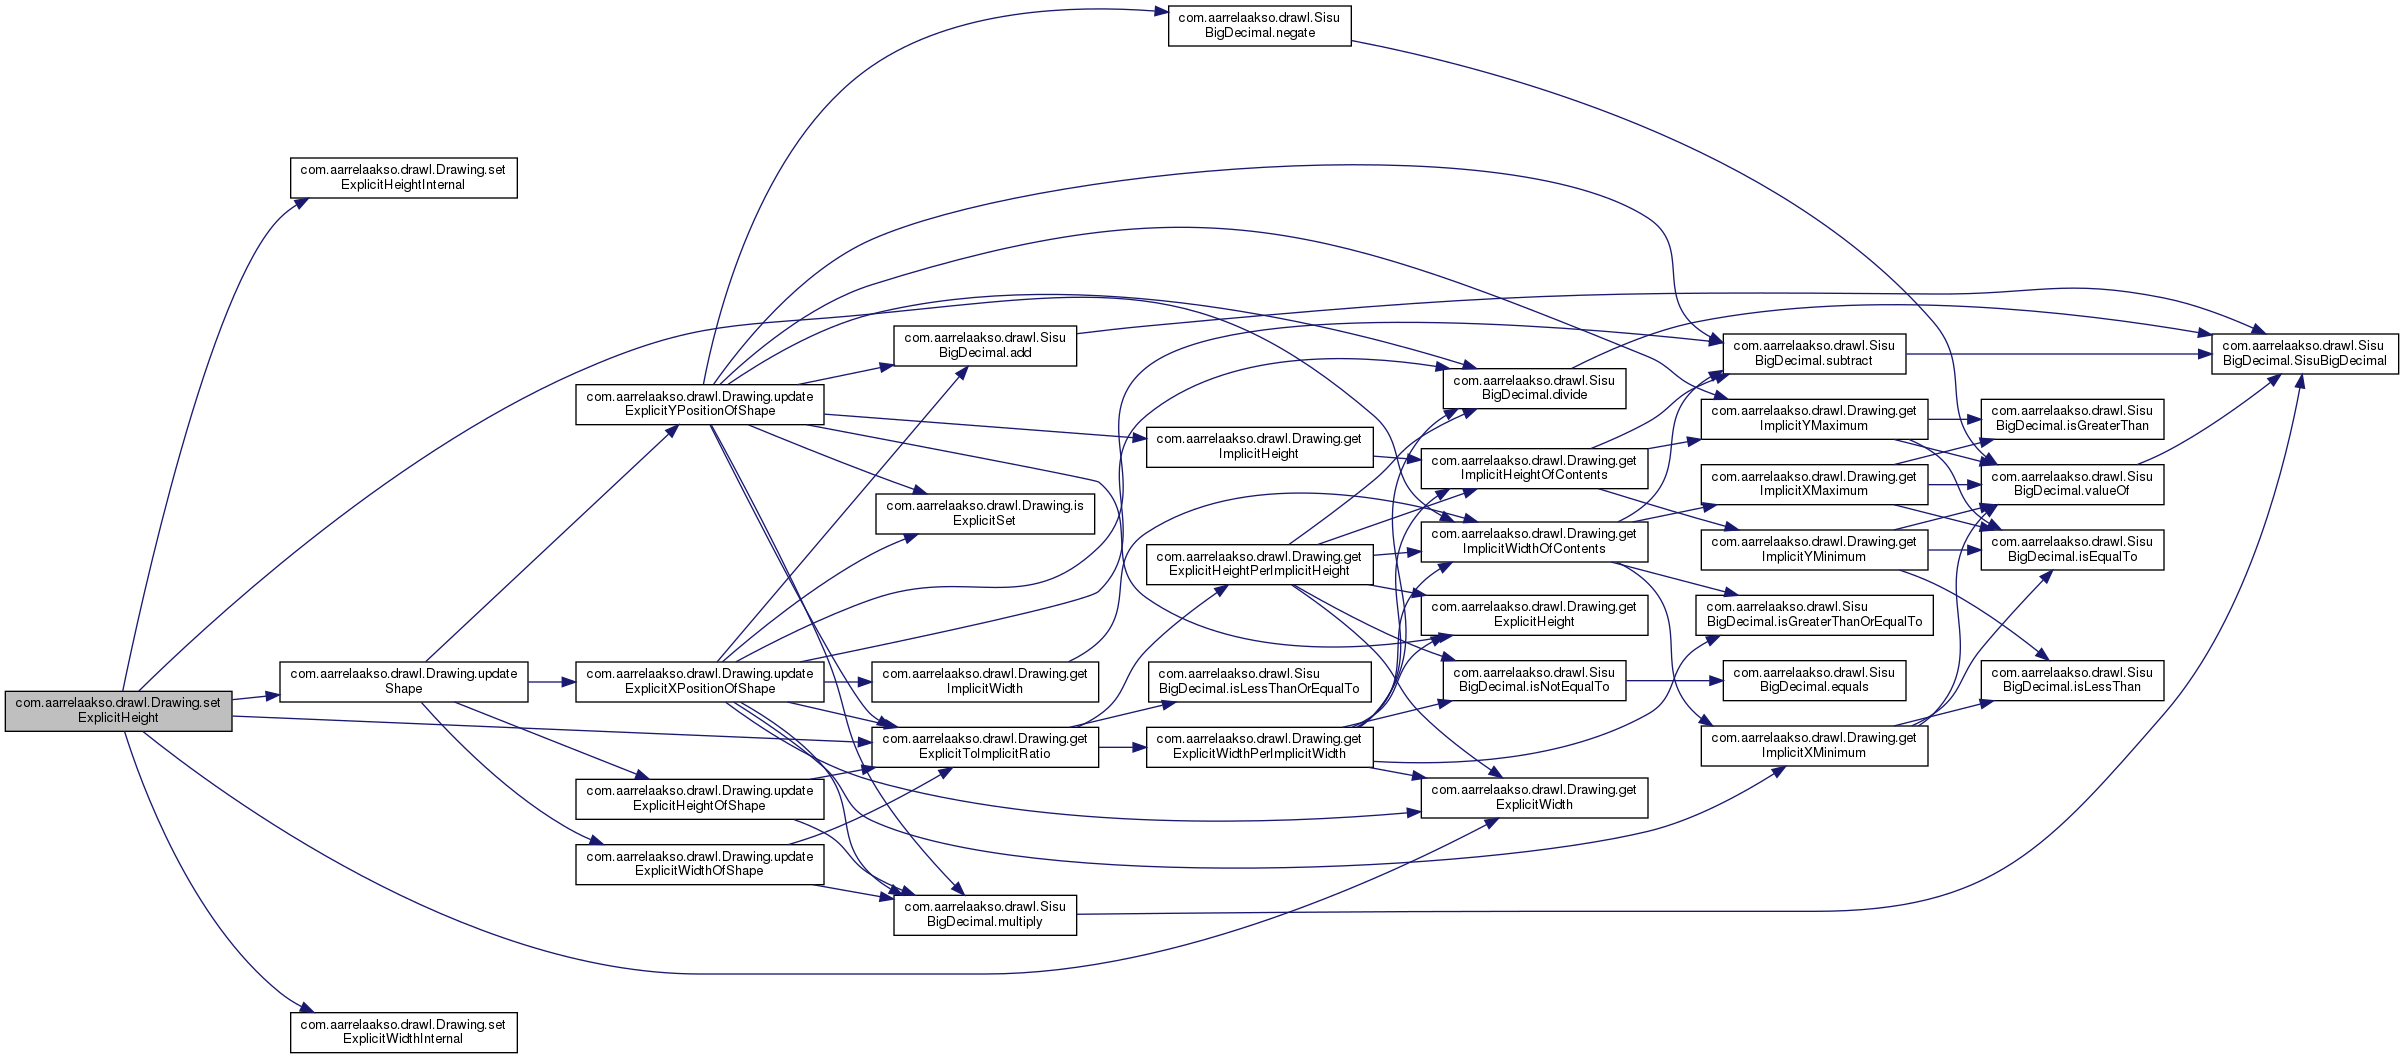 com.aarrelaakso.drawl.Drawing.set
ExplicitHeight
com.aarrelaakso.drawl.Drawing.set
ExplicitHeightInternal
com.aarrelaakso.drawl.Drawing.update
Shape
com.aarrelaakso.drawl.Drawing.set
ExplicitWidthInternal
com.aarrelaakso.drawl.Drawing.update
ExplicitYPositionOfShape
com.aarrelaakso.drawl.Drawing.update
ExplicitXPositionOfShape
com.aarrelaakso.drawl.Drawing.update
ExplicitHeightOfShape
com.aarrelaakso.drawl.Drawing.update
ExplicitWidthOfShape
com.aarrelaakso.drawl.Sisu
BigDecimal.add
com.aarrelaakso.drawl.Drawing.is
ExplicitSet
com.aarrelaakso.drawl.Drawing.get
ImplicitWidth
com.aarrelaakso.drawl.Drawing.get
ExplicitToImplicitRatio
com.aarrelaakso.drawl.Sisu
BigDecimal.multiply
com.aarrelaakso.drawl.Sisu
BigDecimal.negate
com.aarrelaakso.drawl.Drawing.get
ImplicitHeight
com.aarrelaakso.drawl.Drawing.get
ExplicitHeightPerImplicitHeight
com.aarrelaakso.drawl.Sisu
BigDecimal.isLessThanOrEqualTo
com.aarrelaakso.drawl.Drawing.get
ExplicitWidthPerImplicitWidth
com.aarrelaakso.drawl.Sisu
BigDecimal.divide
com.aarrelaakso.drawl.Drawing.get
ImplicitHeightOfContents
com.aarrelaakso.drawl.Drawing.get
ImplicitWidthOfContents
com.aarrelaakso.drawl.Drawing.get
ExplicitHeight
com.aarrelaakso.drawl.Sisu
BigDecimal.isNotEqualTo
com.aarrelaakso.drawl.Drawing.get
ExplicitWidth
com.aarrelaakso.drawl.Sisu
BigDecimal.subtract
com.aarrelaakso.drawl.Drawing.get
ImplicitYMaximum
com.aarrelaakso.drawl.Drawing.get
ImplicitXMaximum
com.aarrelaakso.drawl.Drawing.get
ImplicitYMinimum
com.aarrelaakso.drawl.Sisu
BigDecimal.isGreaterThanOrEqualTo
com.aarrelaakso.drawl.Sisu
BigDecimal.equals
com.aarrelaakso.drawl.Drawing.get
ImplicitXMinimum
com.aarrelaakso.drawl.Sisu
BigDecimal.isGreaterThan
com.aarrelaakso.drawl.Sisu
BigDecimal.valueOf
com.aarrelaakso.drawl.Sisu
BigDecimal.isEqualTo
com.aarrelaakso.drawl.Sisu
BigDecimal.isLessThan
com.aarrelaakso.drawl.Sisu
BigDecimal.SisuBigDecimal